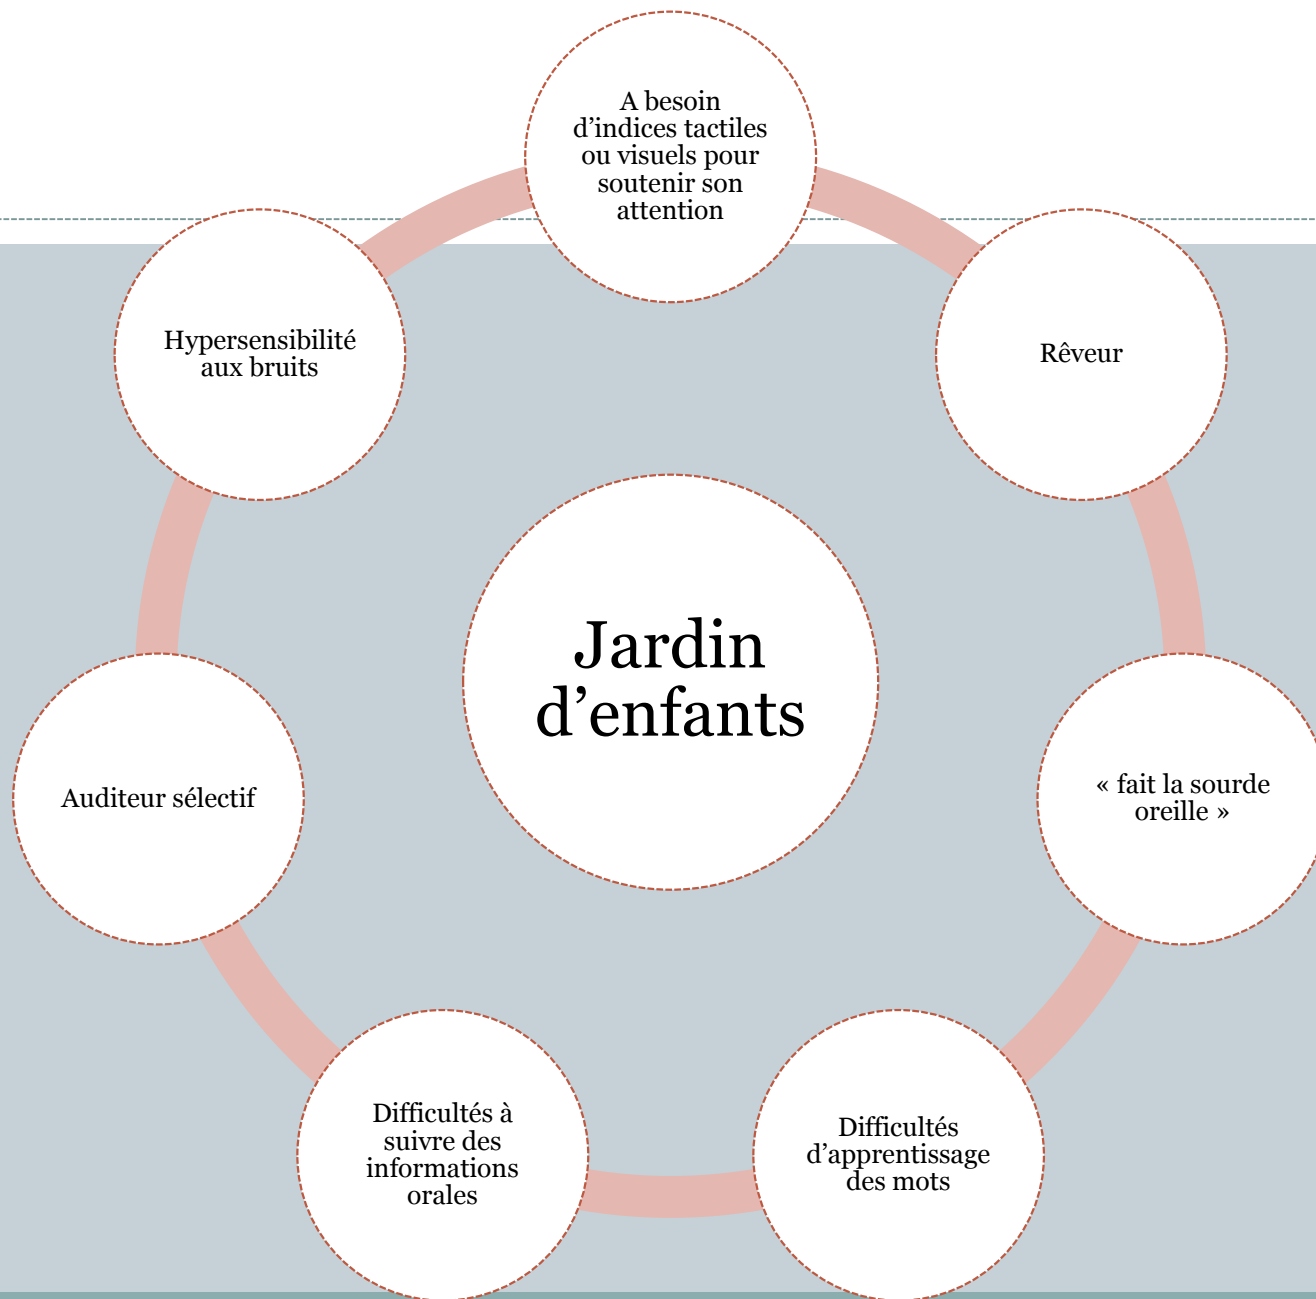 A besoin
d’indices tactiles
ou visuels pour
soutenir son
attention
Rêveur
« fait la sourde
oreille »
Difficultés
d’apprentissage
des mots
Difficultés à
suivre des
informations
orales
Auditeur sélectif
Hypersensibilité
aux bruits
Jardin
d’enfants